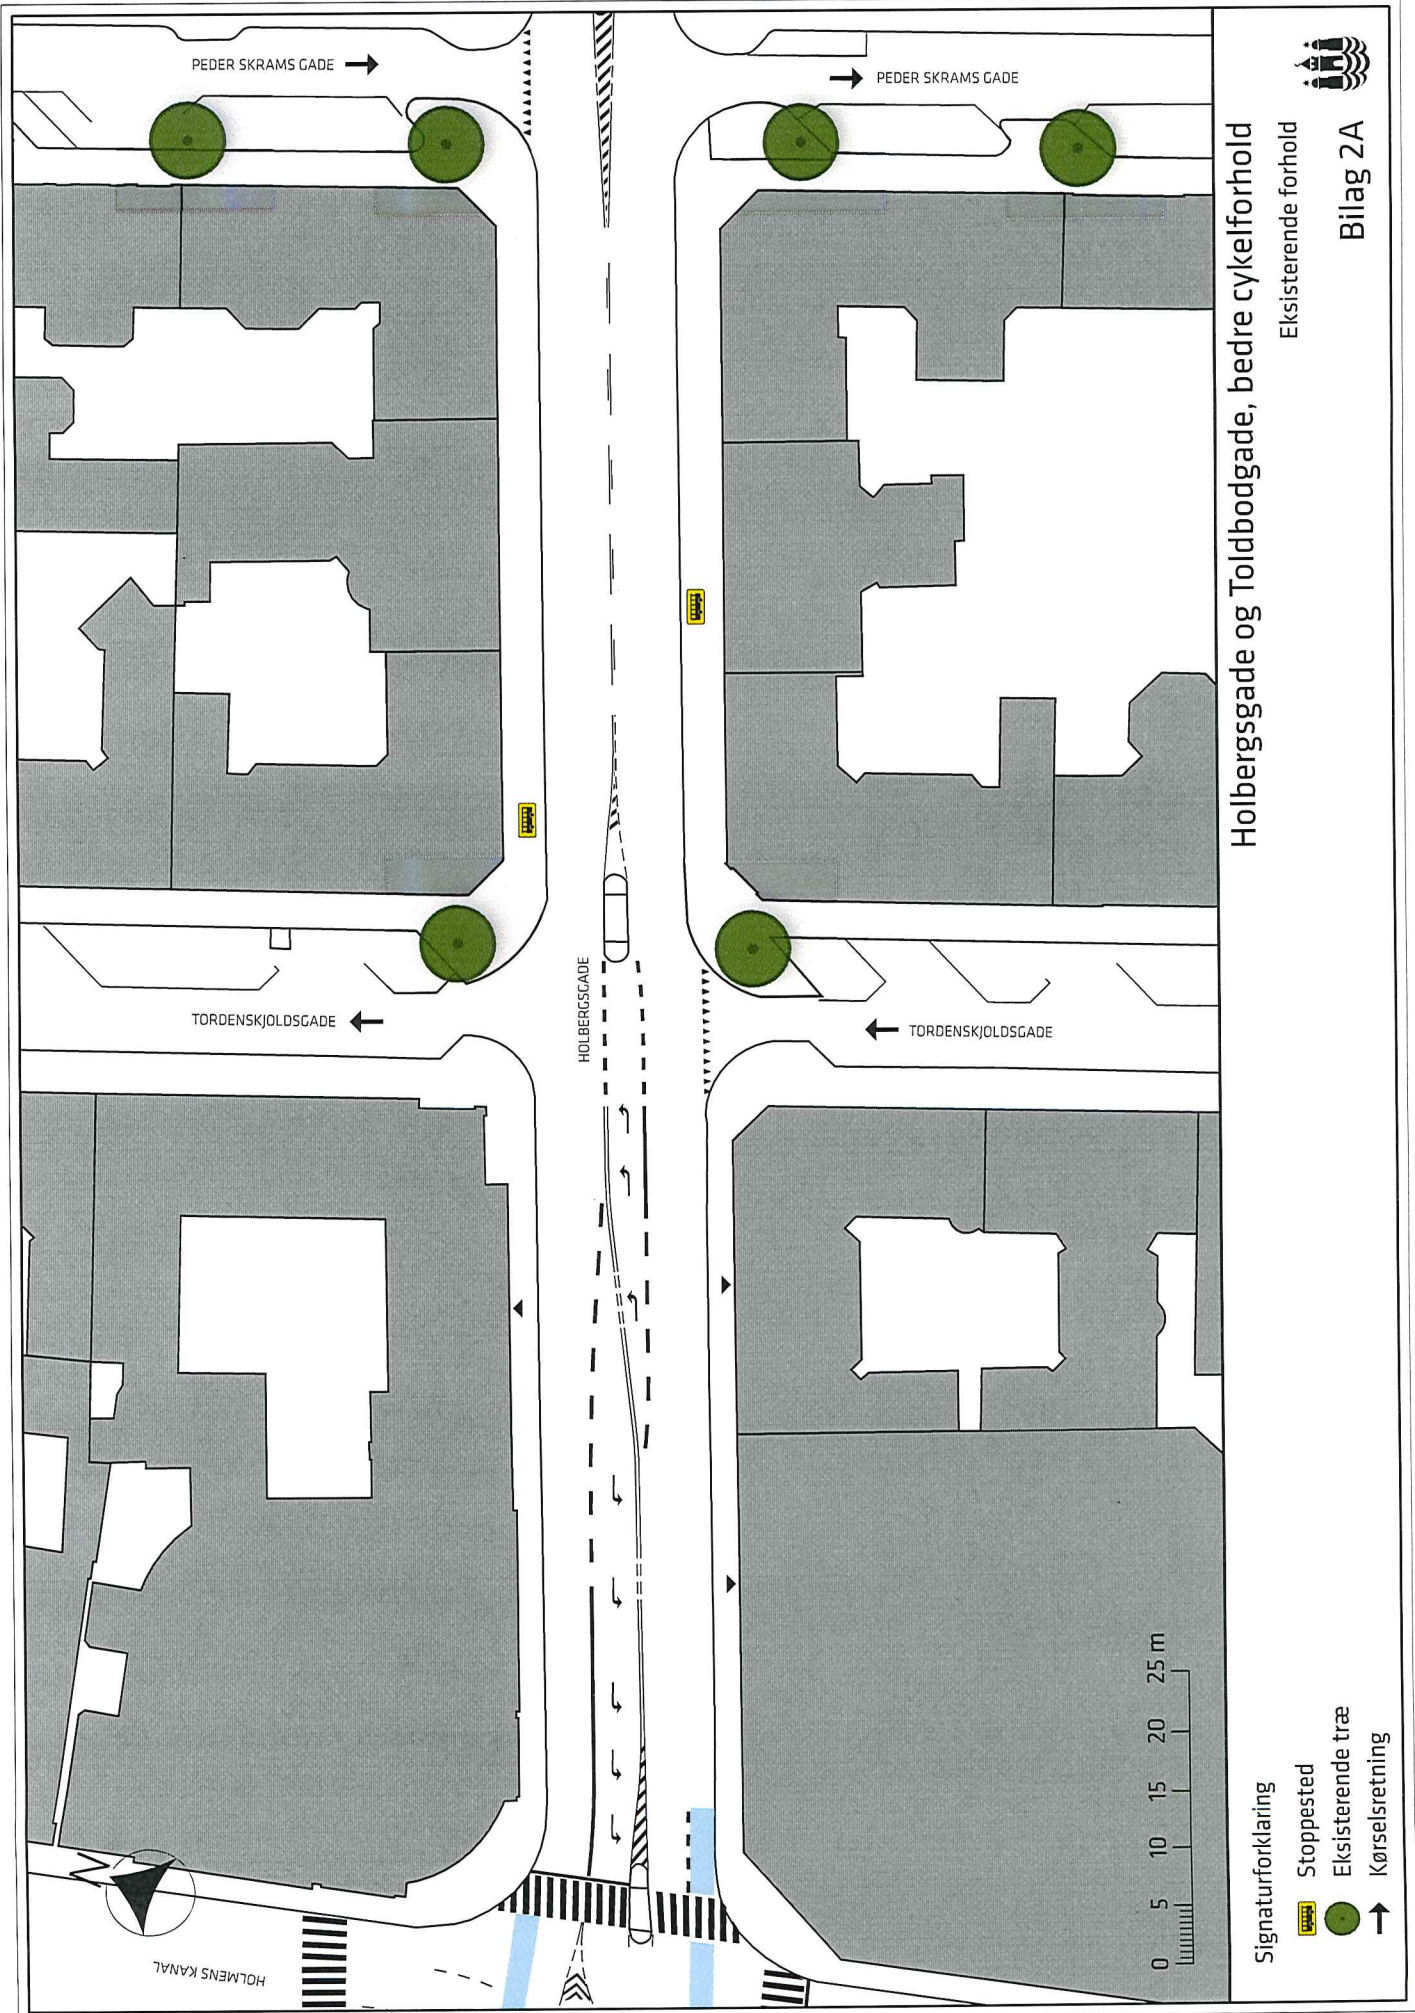 PEDER SKRAMS GADE
PEDER SKRAMS GADE
HOLBERGSGADE
TORDENSKJOLDSGADE
TORDENSKJOLDSGADE
HOLMENS KANAL
N
0 5 10 15 20 25 m
Holbergsgade og Toldbodgade, bedre cykelforhold
Eksisterende forhold
Bilag 2A
Signaturforklaring
Stoppested
Eksisterende træ
Kørselsretning